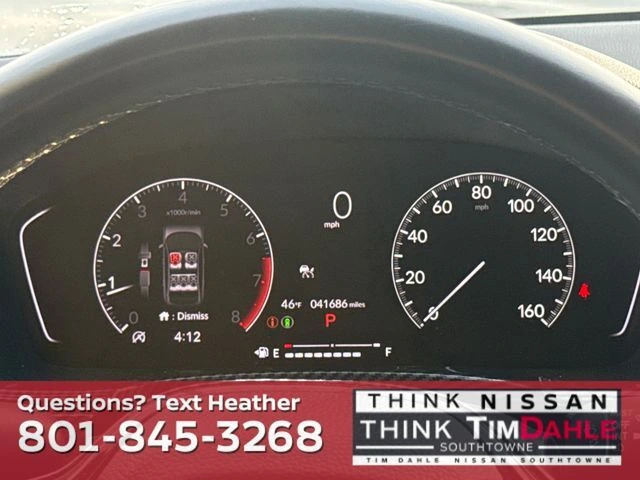 4
3
5
x1000r/min
2
6
1
7
0
8
: Dismiss
4:12
0
mph
46°F 041686 miles
P
E F
80
60
100
mph
40
120
20
140
0
160
Questions? Text Heather
801-845-3268
THINK NISSAN
THINK TIMDAHLE
SOUTHTOWNE
TIM DAHLE NISSAN SOUTHTOWNE